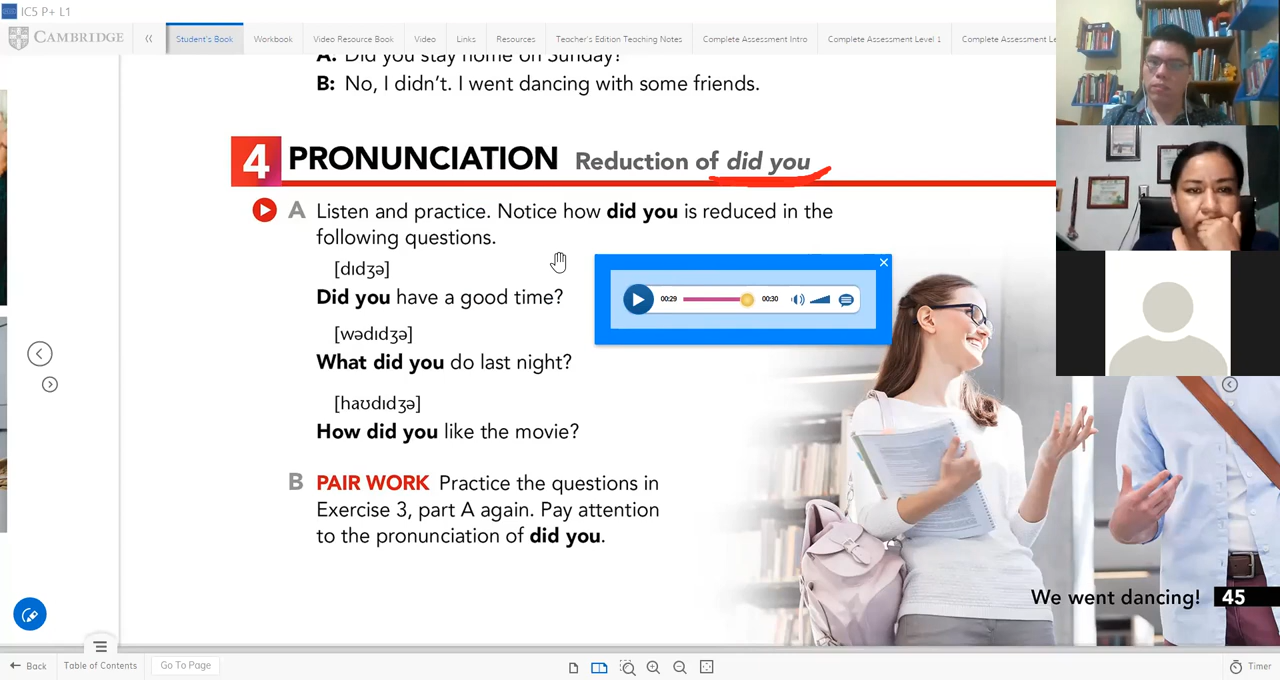 IC5 P+ L1
CAMBRIDGE
Student's Book
Workbook
Video Resource Book
Video
Links
Resources
Teacher's Edition Teaching Notes
Complete Assessment Intro
Complete Assessment Level 1
Complete Assessment Le
A: Did you stay home on Sunday?
B: No, I didn't. I went dancing with some friends.
4 PRONUNCIATION Reduction of did you
A Listen and practice. Notice how did you is reduced in the
following questions.
[dɪdʒə]
Did you have a good time?
00:29
00:30
[wədɪdʒə]
What did you do last night?
[haʊdɪdʒə]
How did you like the movie?
B PAIR WORK Practice the questions in
Exercise 3, part A again. Pay attention
to the pronunciation of did you.
We went dancing! 45
Back
Table of Contents
Go To Page
Timer